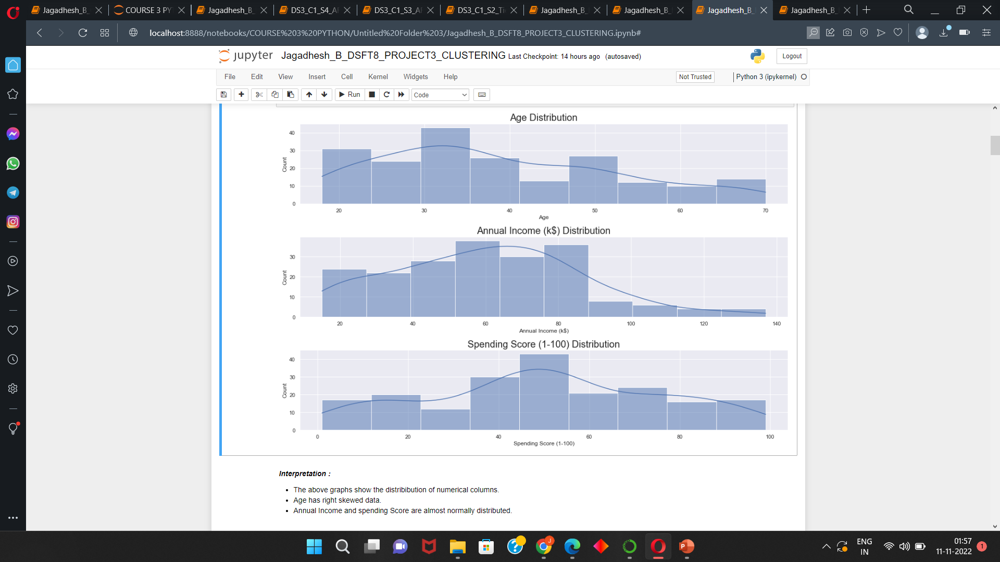 Jagadhesh_B_
COURSE 3 PY
Jagadhesh_B_
DS3_C1_S4_A
DS3_C1_S3_A
DS3_C1_S2_Ti
Jagadhesh_B_
Jagadhesh_B_
Jagadhesh_B_
Jagadhesh_B_
localhost:8888/notebooks/COURSE%203%20PYTHON/Untitled%20Folder%203/Jagadhesh_B_DSFT8_PROJECT3_CLUSTERING.ipynb#
jupyter Jagadhesh_B_DSFT8_PROJECT3_CLUSTERING Last Checkpoint: 14 hours ago (autosaved)
Logout
File Edit View Insert Cell Kernel Widgets Help
Not Trusted
Python 3 (ipykernel)
Run
Code
Age Distribution
40
30
20
10
0
Count
20 30 40 50 60 70
Age
Annual Income (k$) Distribution
30
20
10
0
Count
20 40 60 80 100 120 140
Annual Income (k$)
Spending Score (1-100) Distribution
40
30
20
10
0
Count
0 20 40 60 80 100
Spending Score (1-100)
Interpretation :
• The above graphs show the distribibution of numerical columns.
• Age has right skewed data.
• Annual Income and spending Score are almost normally distributed.
J
P
ENG
IN
01:57
11-11-2022
1